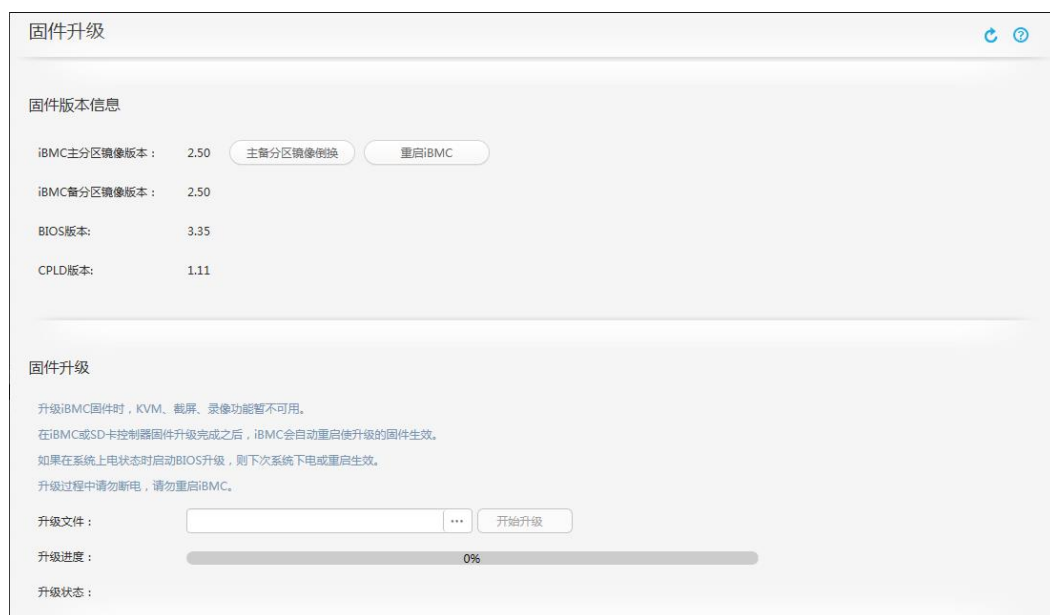 固件升级
固件版本信息
iBMC主分区镜像版本： 2.50 主备分区镜像倒换 重启iBMC
iBMC备分区镜像版本： 2.50
BIOS版本: 3.35
CPLD版本: 1.11
固件升级
升级iBMC固件时，KVM、截屏、录像功能暂不可用。
在iBMC或SD卡控制器固件升级完成之后，iBMC会自动重启使升级的固件生效。
如果在系统上电状态时启动BIOS升级，则下次系统下电或重启生效。
升级过程中请勿断电，请勿重启iBMC。
升级文件： ... 开始升级
升级进度： 0%
升级状态：